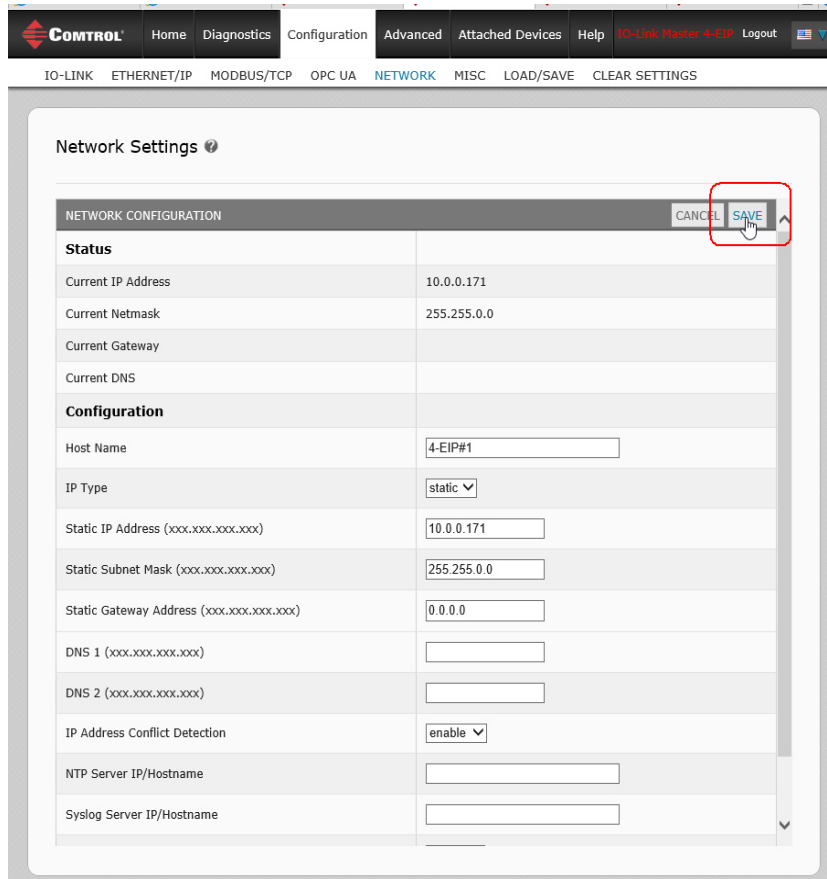 COMTROL Home Diagnostics Configuration Advanced Attached Devices Help IO-Link Master 4-EIP Logout
IO-LINK ETHERNET/IP MODBUS/TCP OPC UA NETWORK MISC LOAD/SAVE CLEAR SETTINGS
Network Settings
NETWORK CONFIGURATION CANCEL SAVE
Status
Current IP Address 10.0.0.171
Current Netmask 255.255.0.0
Current Gateway
Current DNS
Configuration
Host Name 4-EIP#1
IP Type static
Static IP Address (xxx.xxx.xxx.xxx) 10.0.0.171
Static Subnet Mask (xxx.xxx.xxx.xxx) 255.255.0.0
Static Gateway Address (xxx.xxx.xxx.xxx) 0.0.0.0
DNS 1 (xxx.xxx.xxx.xxx)
DNS 2 (xxx.xxx.xxx.xxx)
IP Address Conflict Detection enable
NTP Server IP/Hostname
Syslog Server IP/Hostname